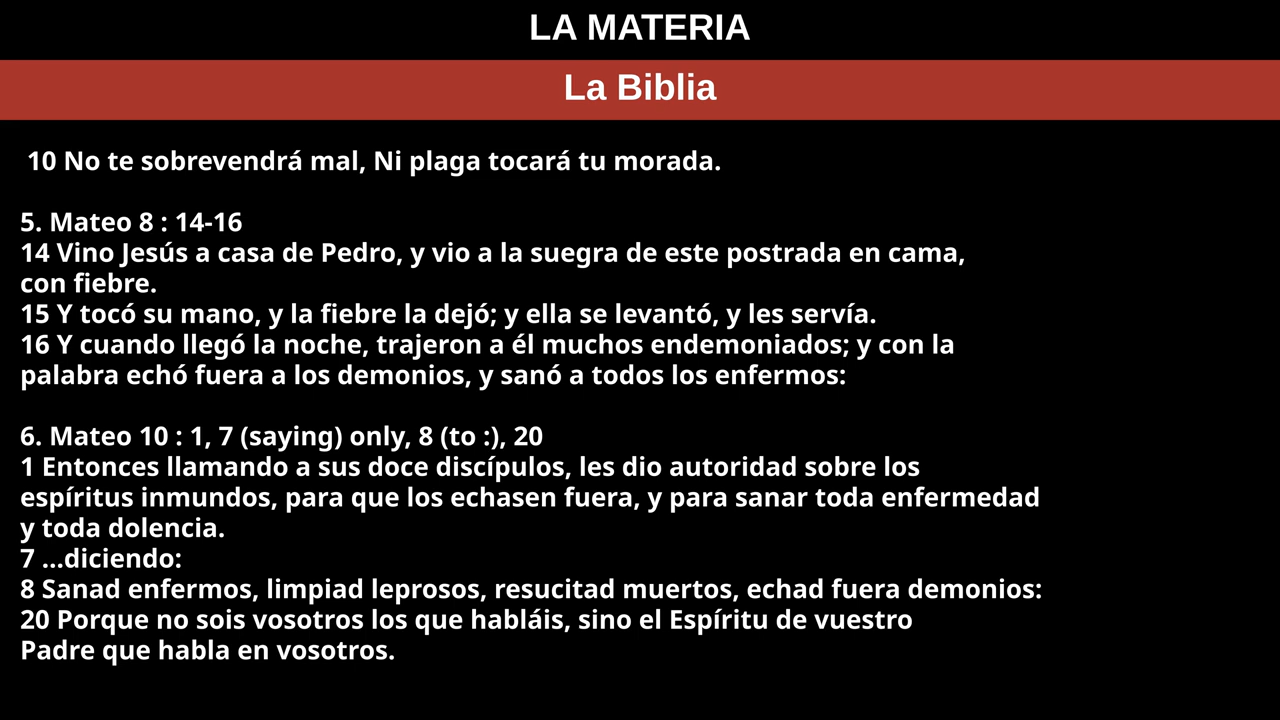 LA MATERIA
La Biblia
10 No te sobrevendrá mal, Ni plaga tocará tu morada.
5. Mateo 8 : 14-16
14 Vino Jesús a casa de Pedro, y vio a la suegra de este postrada en cama,
con fiebre.
15 Y tocó su mano, y la fiebre la dejó; y ella se levantó, y les servía.
16 Y cuando llegó la noche, trajeron a él muchos endemoniados; y con la
palabra echó fuera a los demonios, y sanó a todos los enfermos:
6. Mateo 10 : 1, 7 (saying) only, 8 (to :), 20
1 Entonces llamando a sus doce discípulos, les dio autoridad sobre los
espíritus inmundos, para que los echasen fuera, y para sanar toda enfermedad
y toda dolencia.
7 ...diciendo:
8 Sanad enfermos, limpiad leprosos, resucitad muertos, echad fuera demonios:
20 Porque no sois vosotros los que habláis, sino el Espíritu de vuestro
Padre que habla en vosotros.